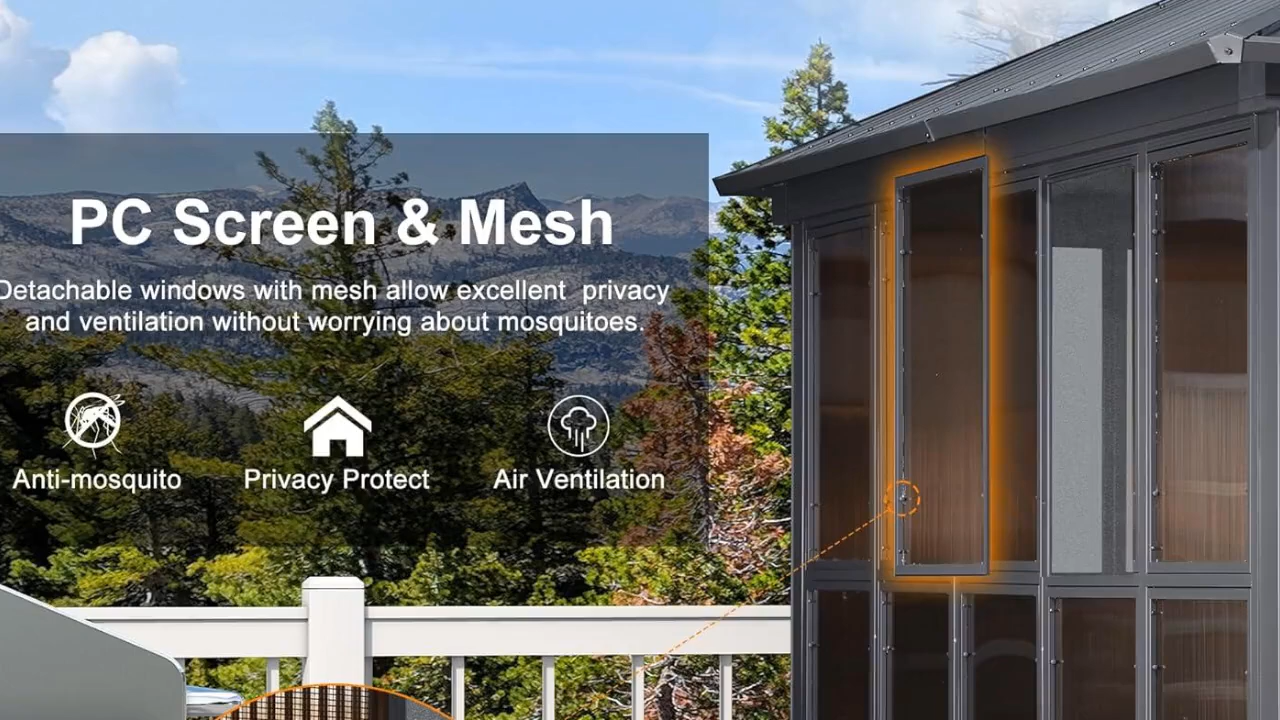 PC Screen & Mesh
Detachable windows with mesh allow excellent privacy
and ventilation without worrying about mosquitoes.
Anti-mosquito
Privacy Protect
Air Ventilation